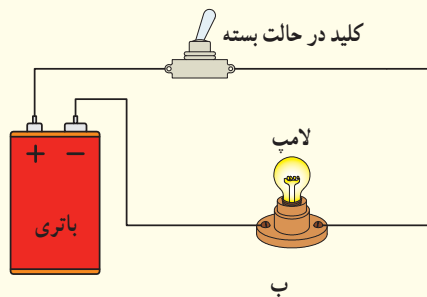 کلید در حالت بسته
لامپ
+ −
باتری
ب